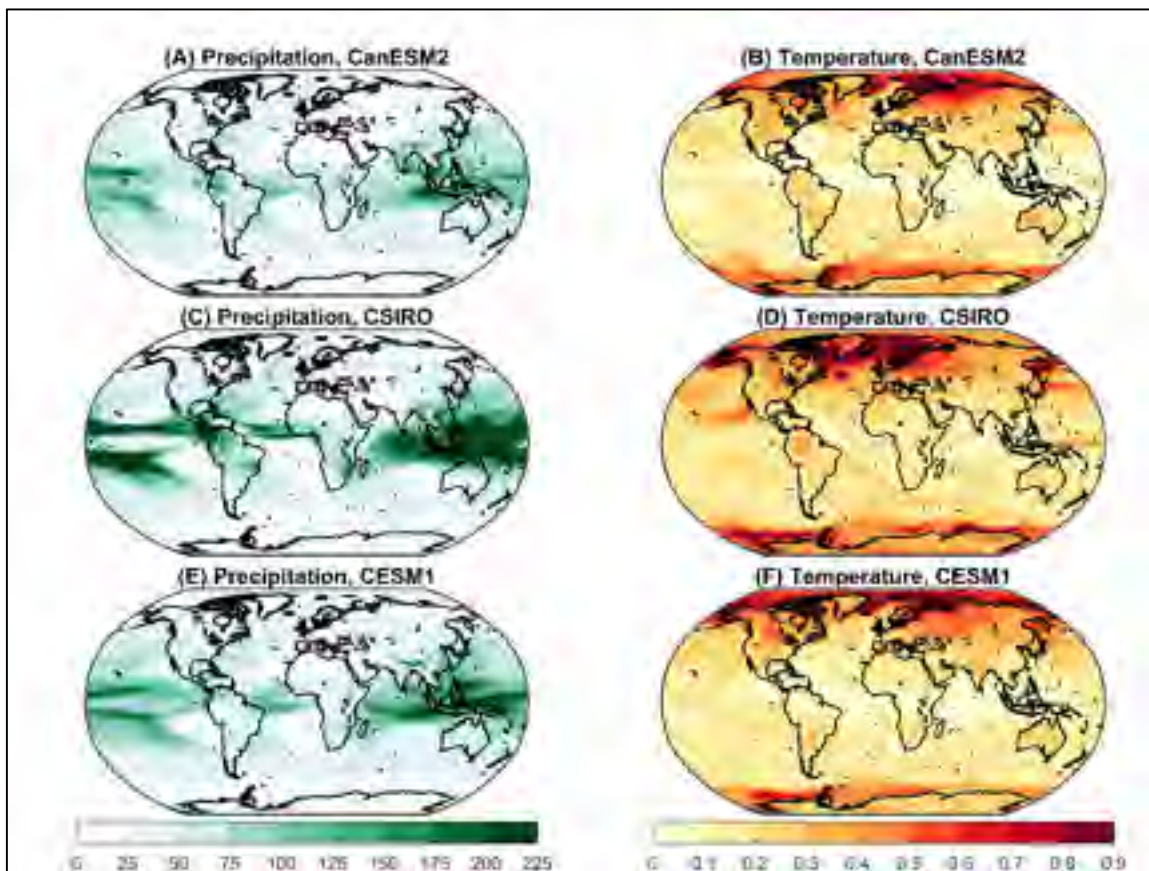 (A) Precipitation, CanESM2
(B) Temperature, CanESM2
(C) Precipitation, CSIRO
(D) Temperature, CSIRO
(E) Precipitation, CESM1
(F) Temperature, CESM1
0 25 50 75 100 125 150 175 200 225
0 0.1 0.2 0.3 0.4 0.5 0.6 0.7 0.8 0.9